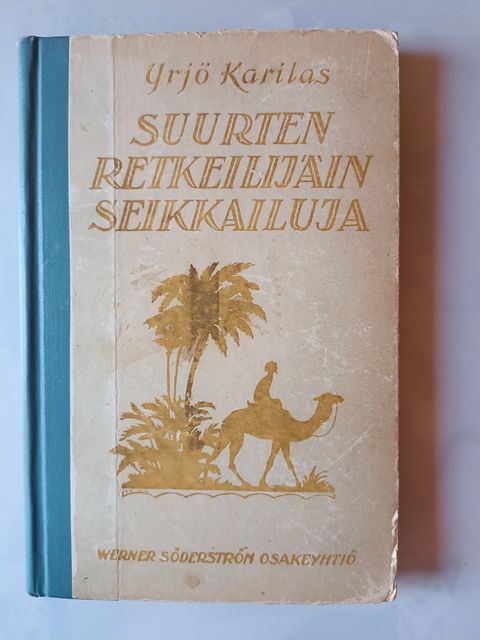 Yrjö Karilas
SUURTEN
RETKEILIJÄIN
SEIKKAILUJA
WERNER SÖDERSTRÖM OSAKEYHTIÖ